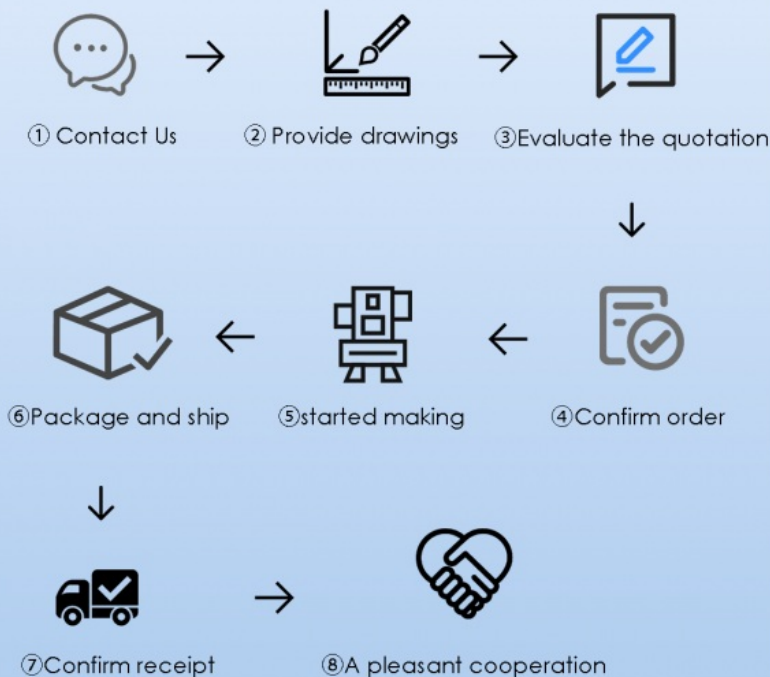 ① Contact Us
② Provide drawings
③Evaluate the quotation
④Confirm order
⑤started making
⑥Package and ship
⑦Confirm receipt
⑧A pleasant cooperation